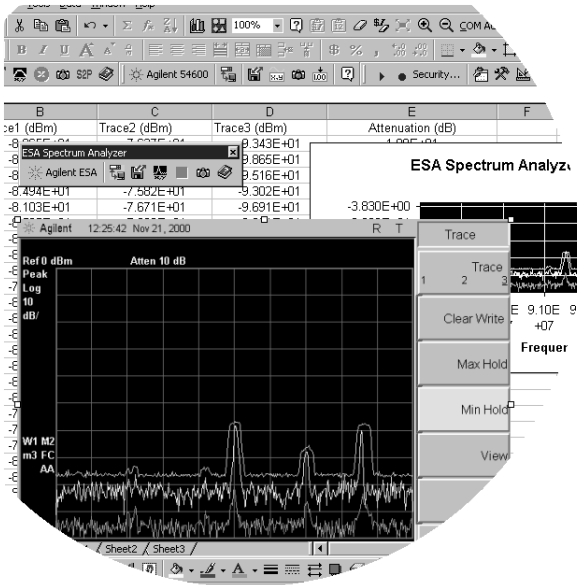 Tools Data Window Help
100%
COM A
B I U A A $ % ,
S2P Agilent 54600 100 Security...
B C D E F
Trace2 (dBm) Trace3 (dBm) Attenuation (dB)
ESA Spectrum Analyzer
-9.343E+01
-9.865E+01
Agilent ESA
-9.516E+01
-8.494E+01 -7.582E+01 -9.302E+01
-8.103E+01 -7.671E+01 -9.691E+01 -3.830E+00
Agilent 12:25:42 Nov 21, 2000 R T
Ref 0 dBm Atten 10 dB
Peak
Log
10
dB/
W1 M2
m3 FC
AA
Trace
Trace
1 2 3
Clear Write
Max Hold
Min Hold
View
ESA Spectrum Analyz
E 9.10E 9
+07
Frequer
Sheet2 / Sheet3 /